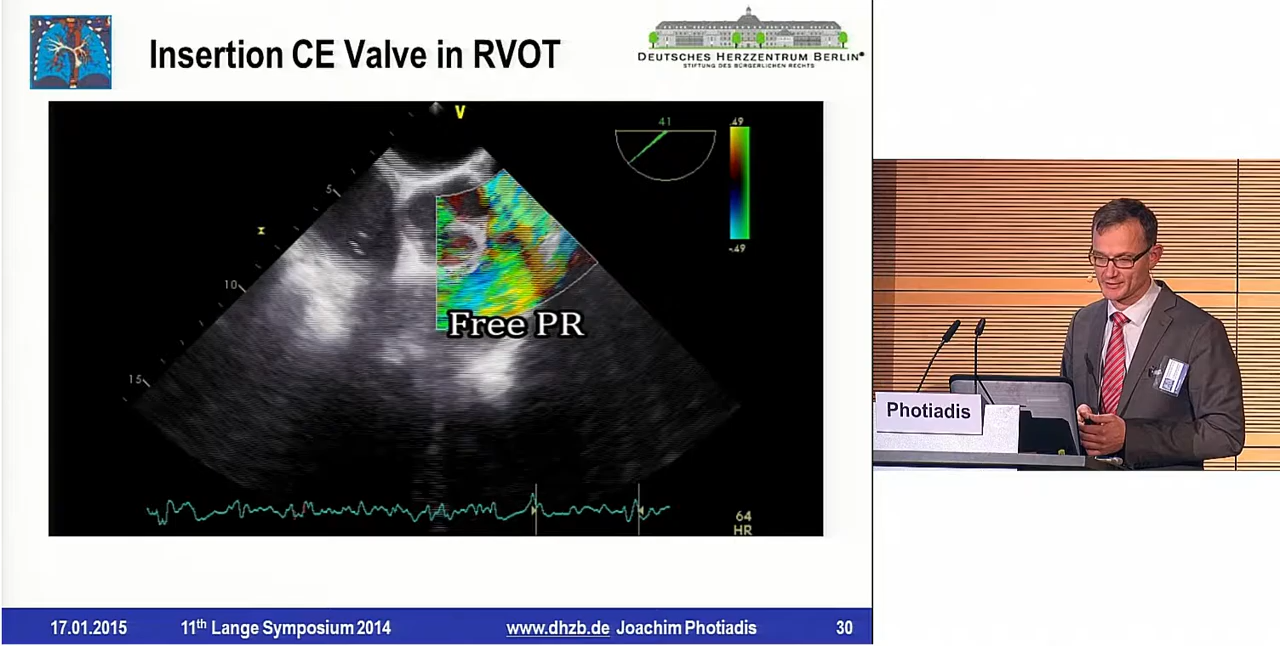 Insertion CE Valve in RVOT
DEUTSCHES HERZZENTRUM BERLIN
STIFTUNG DES BÜRGERLICHEN RECHTS
V
5
10
15
41
.49
-.49
Free PR
64
HR
Photiadis
17.01.2015 11th Lange Symposium 2014 www.dhzb.de Joachim Photiadis 30